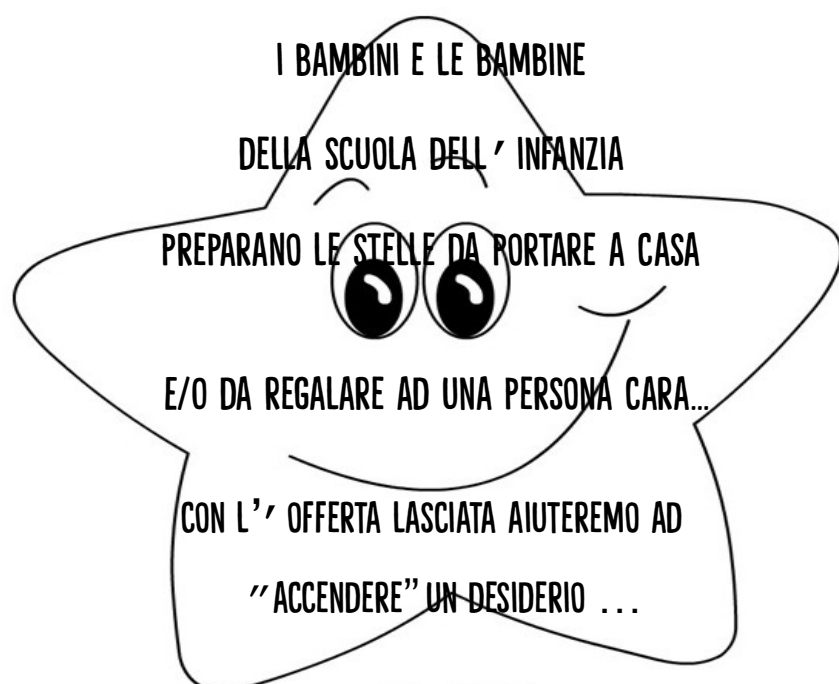 I BAMBINI E LE BAMBINE
DELLA SCUOLA DELL ' INFANZIA
PREPARANO LE STELLE DA PORTARE A CASA
E/O DA REGALARE AD UNA PERSONA CARA...
CON L’' OFFERTA LASCIATA AIUTEREMO AD
"ACCENDERE” UN DESIDERIO ...